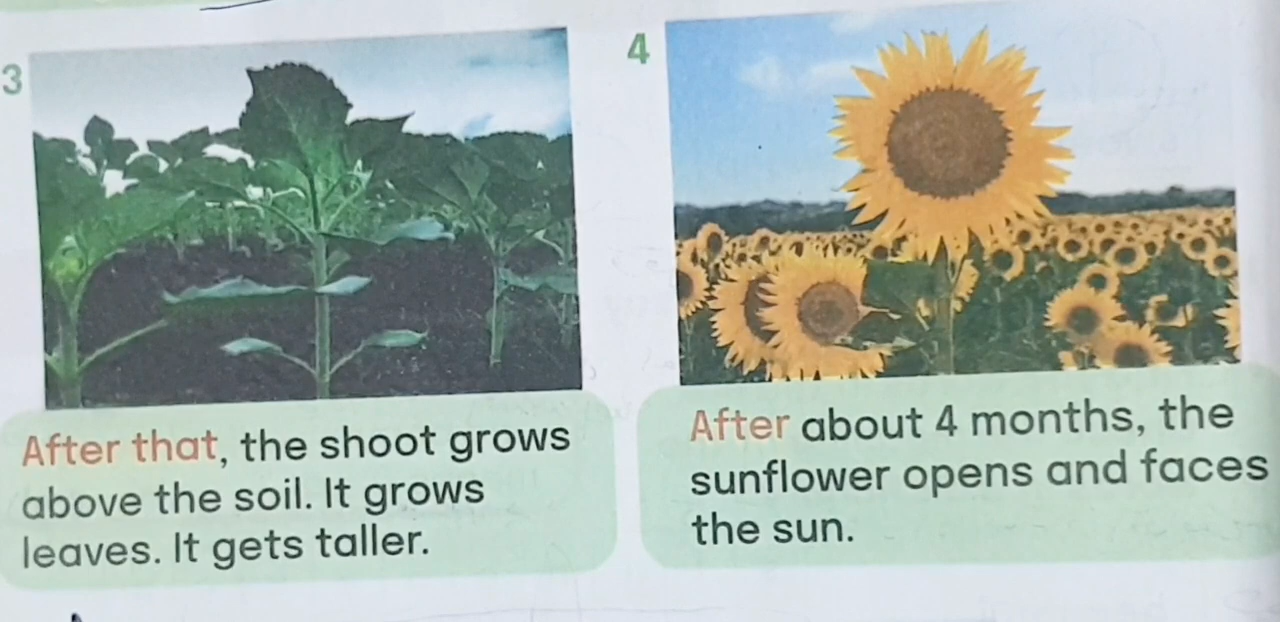 3
After that, the shoot grows
above the soil. It grows
leaves. It gets taller.
4
After about 4 months, the
sunflower opens and faces
the sun.